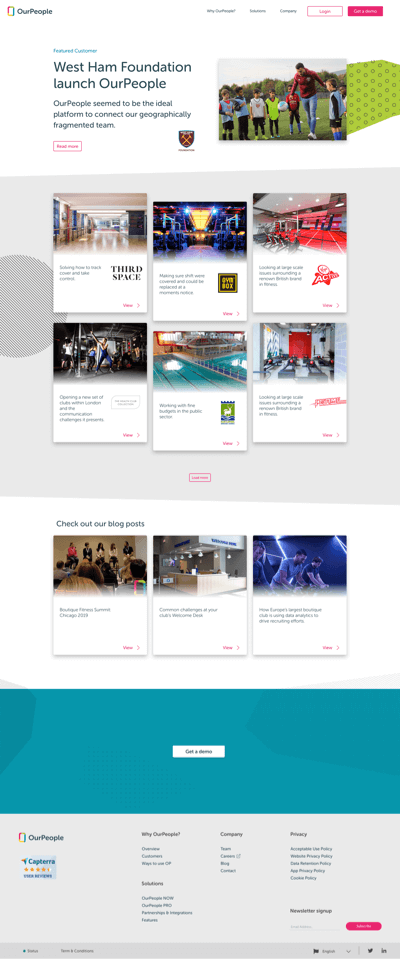 OurPeople
Why OurPeople?
Solutions
Company
Login
Get a demo
Featured Customer
West Ham Foundation
launch OurPeople
OurPeople seemed to be the ideal
platform to connect our geographically
fragmented team.
Read more
Solving how to track
cover and take
control.
THIRD
SPACE
View
Making sure shift were
covered and could be
replaced at a
moments notice.
GYM
BOX
View
Looking at large scale
issues surrounding a
renown British brand
in fitness
View
Opening a new set of
clubs within London
and the
communication
challenges it presents
View
Working with fine
budgets in the public
sector
View
Looking at large scale
issues surrounding a
renown British brand
in fitness
View
Load more
Check out our blog posts
Boutique Fitness Summit
Chicago 2019
View
Common challenges at your
club's Welcome Desk
View
How Europe's largest boutique
club is using data analytics to
drive recruiting efforts.
View
Get a demo
OurPeople
Capterra
USER REVIEWS
Why OurPeople?
Overview
Customers
Ways to use OP
Solutions
OurPeople NOW
OurPeople PRO
Partnerships & Integrations
Features
Company
Team
Careers
Blog
Contact
Privacy
Acceptable Use Policy
Website Privacy Policy
Data Retention Policy
App Privacy Policy
Cookie Policy
Newsletter signup
Subscribe
Status
Term & Conditions
English